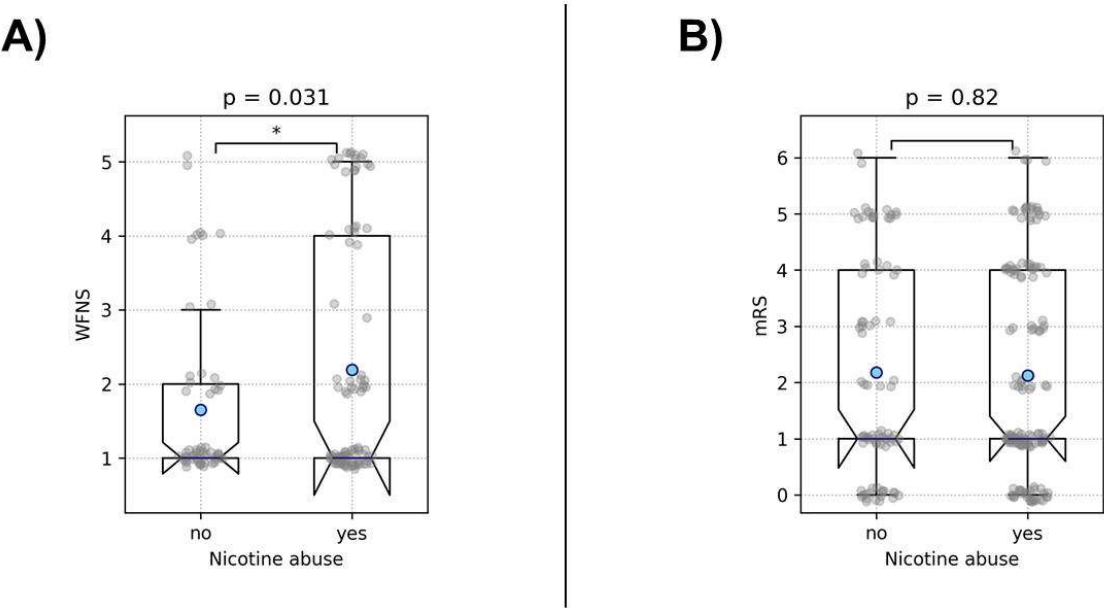 A)
p = 0.031
*
WFNS
5
4
3
2
1
no yes
Nicotine abuse
B)
p = 0.82
mRS
6
5
4
3
2
1
0
no yes
Nicotine abuse